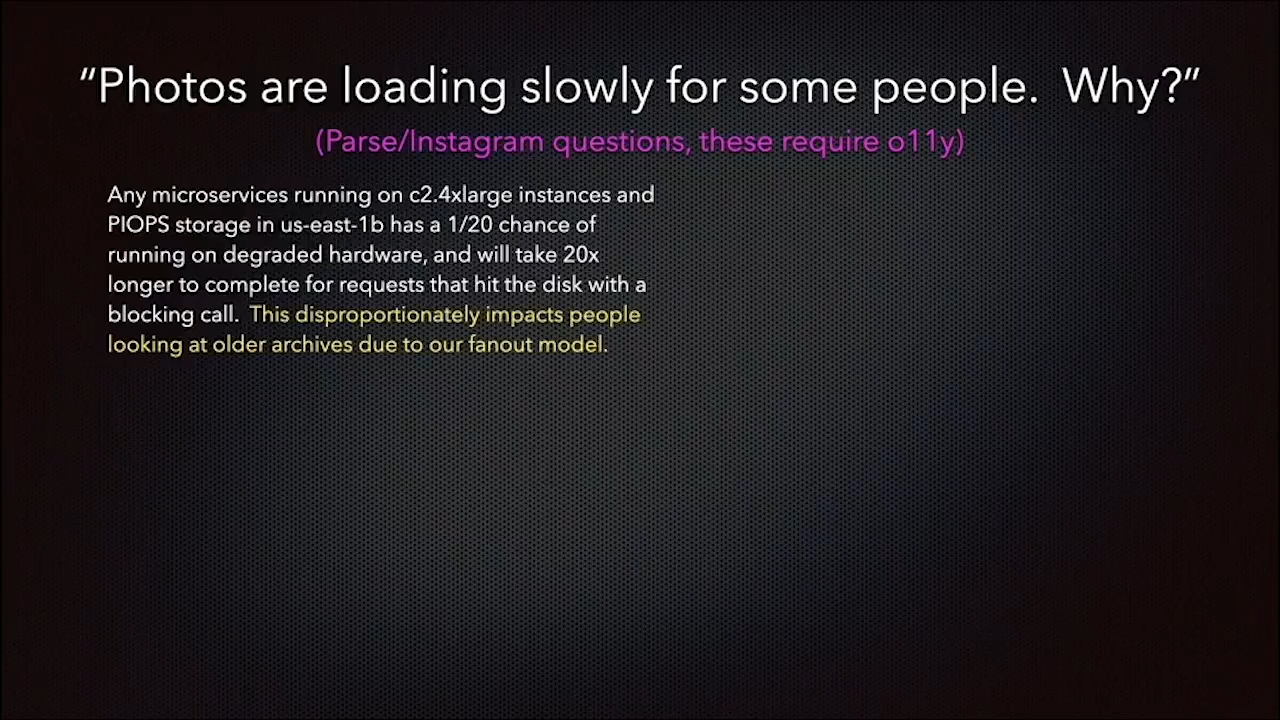 “Photos are loading slowly for some people. Why?”
(Parse/Instagram questions, these require o11y)
Any microservices running on c2.4xlarge instances and
PIOPS storage in us-east-1b has a 1/20 chance of
running on degraded hardware, and will take 20x
longer to complete for requests that hit the disk with a
blocking call. This disproportionately impacts people
looking at older archives due to our fanout model.